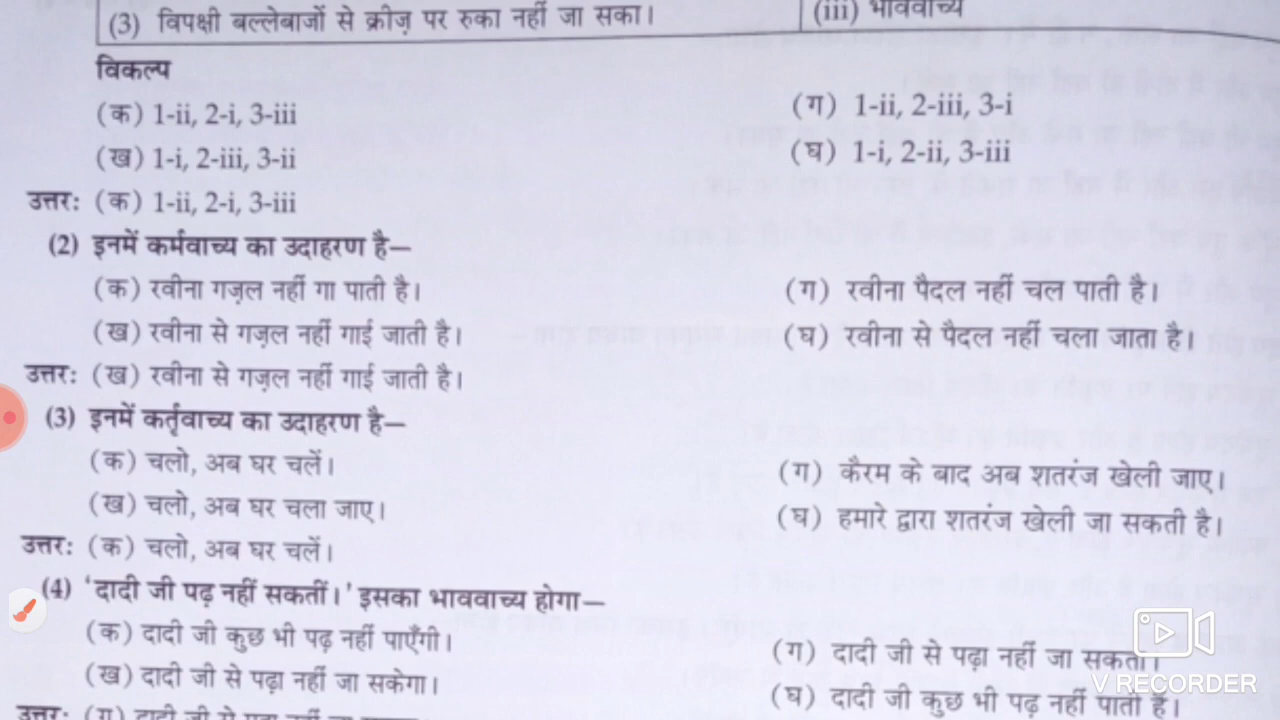 (3) विपक्षी बल्लेबाजों से क्रीज़ पर रुका नहीं जा सका। (iii) भाववाच्य
विकल्प
(क) 1-ii, 2-i, 3-iii (ग) 1-ii, 2-iii, 3-i
(ख) 1-i, 2-iii, 3-ii (घ) 1-i, 2-ii, 3-iii
उत्तर: (क) 1-ii, 2-i, 3-iii
(2) इनमें कर्मवाच्य का उदाहरण है—
(क) रवीना गज़ल नहीं गा पाती है। (ग) रवीना पैदल नहीं चल पाती है।
(ख) रवीना से गज़ल नहीं गाई जाती है। (घ) रवीना से पैदल नहीं चला जाता है।
उत्तर: (ख) रवीना से गज़ल नहीं गाई जाती है।
(3) इनमें कर्तृवाच्य का उदाहरण है—
(क) चलो, अब घर चलें। (ग) कैरम के बाद अब शतरंज खेली जाए।
(ख) चलो, अब घर चला जाए। (घ) हमारे द्वारा शतरंज खेली जा सकती है।
उत्तर: (क) चलो, अब घर चलें।
(4) 'दादी जी पढ़ नहीं सकतीं।' इसका भाववाच्य होगा—
(क) दादी जी कुछ भी पढ़ नहीं पाएँगी। (ग) दादी जी से पढ़ा नहीं जा सकता।
(ख) दादी जी से पढ़ा नहीं जा सकेगा। (घ) दादी जी कुछ भी पढ़ नहीं पाती हैं।
उत्तर: (ग) दादी जी से पढ़ा नहीं जा
V RECORDER